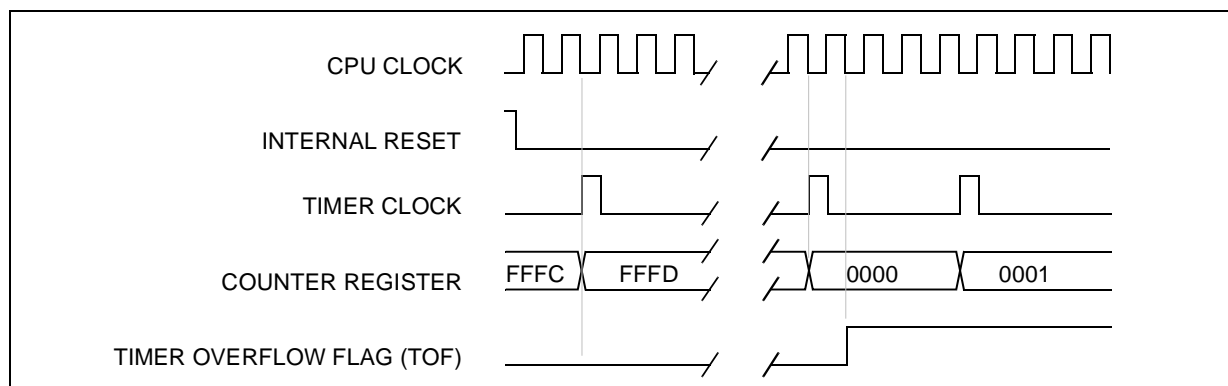 CPU CLOCK
INTERNAL RESET
TIMER CLOCK
COUNTER REGISTER FFFC FFFD 0000 0001
TIMER OVERFLOW FLAG (TOF)